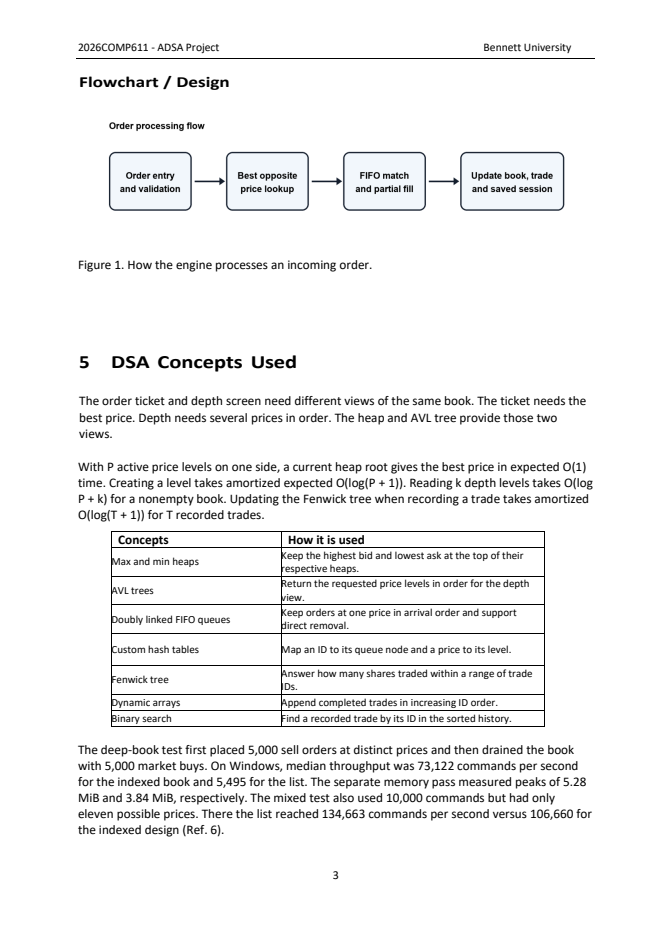 2026COMP611 - ADSA Project Bennett University
Flowchart / Design
Order processing flow
Order entry
and validation
Best opposite
price lookup
FIFO match
and partial fill
Update book, trade
and saved session
Figure 1. How the engine processes an incoming order.
5 DSA Concepts Used
The order ticket and depth screen need different views of the same book. The ticket needs the
best price. Depth needs several prices in order. The heap and AVL tree provide those two
views.
With P active price levels on one side, a current heap root gives the best price in expected O(1)
time. Creating a level takes amortized expected O(log(P + 1)). Reading k depth levels takes O(log
P + k) for a nonempty book. Updating the Fenwick tree when recording a trade takes amortized
O(log(T + 1)) for T recorded trades.
Concepts How it is used
Max and min heaps Keep the highest bid and lowest ask at the top of their
respective heaps.
AVL trees Return the requested price levels in order for the depth
view.
Doubly linked FIFO queues Keep orders at one price in arrival order and support
direct removal.
Custom hash tables Map an ID to its queue node and a price to its level.
Fenwick tree Answer how many shares traded within a range of trade
IDs.
Dynamic arrays Append completed trades in increasing ID order.
Binary search Find a recorded trade by its ID in the sorted history.
The deep-book test first placed 5,000 sell orders at distinct prices and then drained the book
with 5,000 market buys. On Windows, median throughput was 73,122 commands per second
for the indexed book and 5,495 for the list. The separate memory pass measured peaks of 5.28
MiB and 3.84 MiB, respectively. The mixed test also used 10,000 commands but had only
eleven possible prices. There the list reached 134,663 commands per second versus 106,660 for
the indexed design (Ref. 6).
3